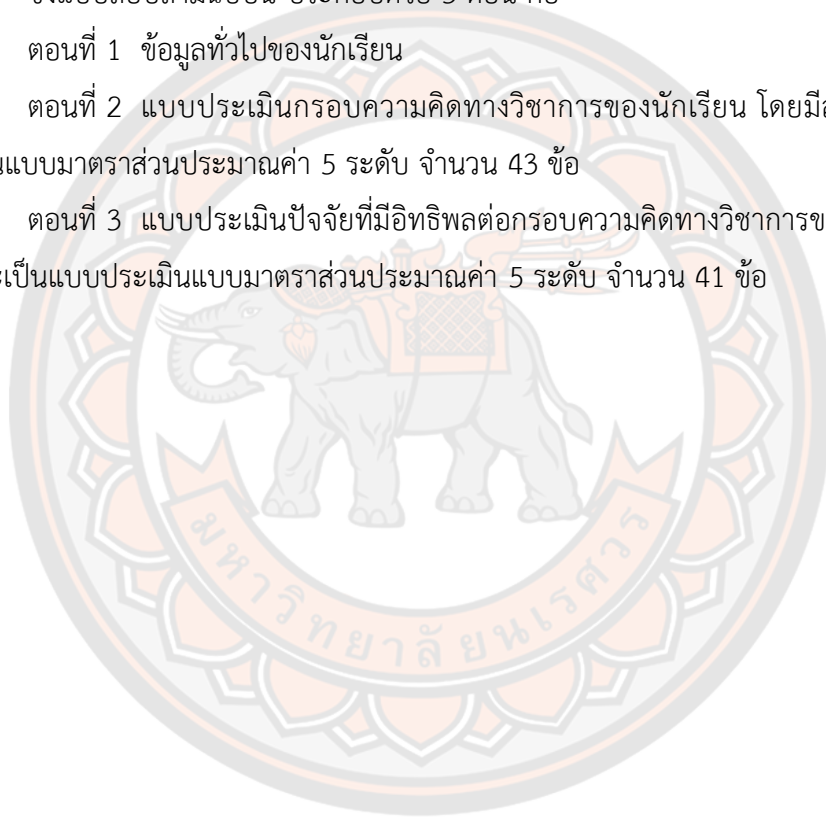 ตอนที่ 1 ข้อมูลทั่วไปของนักเรียน
ตอนที่ 2 แบบประเมินกรอบความคิดทางวิชาการของนักเรียน โดยมี
แบบมาตราส่วนประมาณค่า 5 ระดับ จำนวน 43 ข้อ
ตอนที่ 3 แบบประเมินปัจจัยที่มีอิทธิพลต่อกรอบความคิดทางวิชาการ
เป็นแบบประเมินแบบมาตราส่วนประมาณค่า 5 ระดับ จำนวน 41 ข้อ
มหาวิทยาลัยนเรศวร